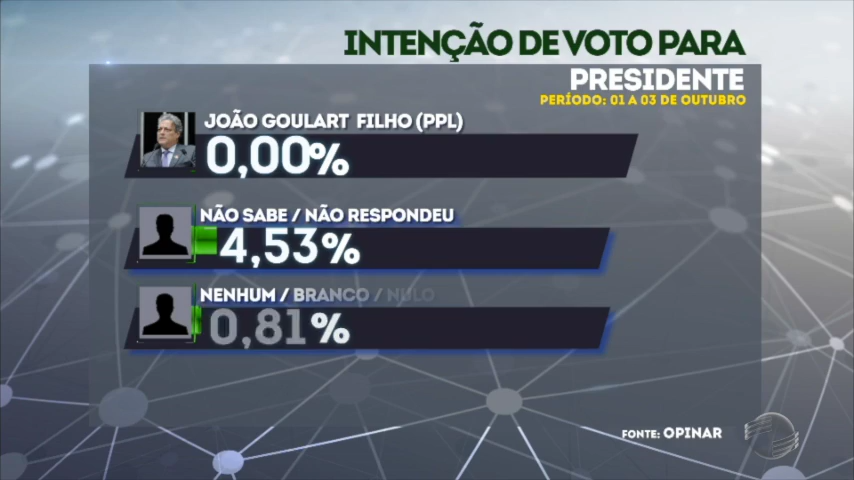 INTENÇÃO DE VOTO PARA
PRESIDENTE
PERÍODO: 01 A 03 DE OUTUBRO
JOÃO GOULART FILHO (PPL)
0,00%
NÃO SABE / NÃO RESPONDEU
4,53%
NENHUM / BRANCO / NULO
0,81%
FONTE: OPINAR